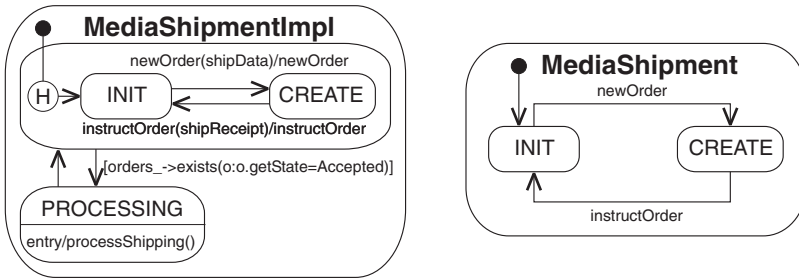 MediaShipmentImpl
newOrder(shipData)/newOrder
H
INIT
CREATE
instructOrder(shipReceipt)/instructOrder
[orders_->exists(o:o.getState=Accepted)]
PROCESSING
entry/processShipping()
MediaShipment
newOrder
INIT
CREATE
instructOrder